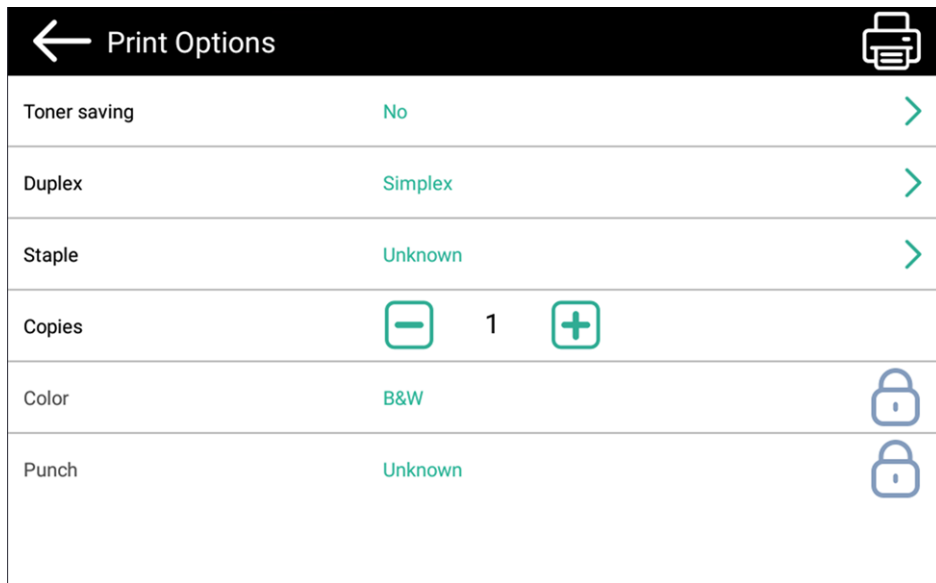 Print Options
Toner saving No
Duplex Simplex
Staple Unknown
Copies 1
Color B&W
Punch Unknown